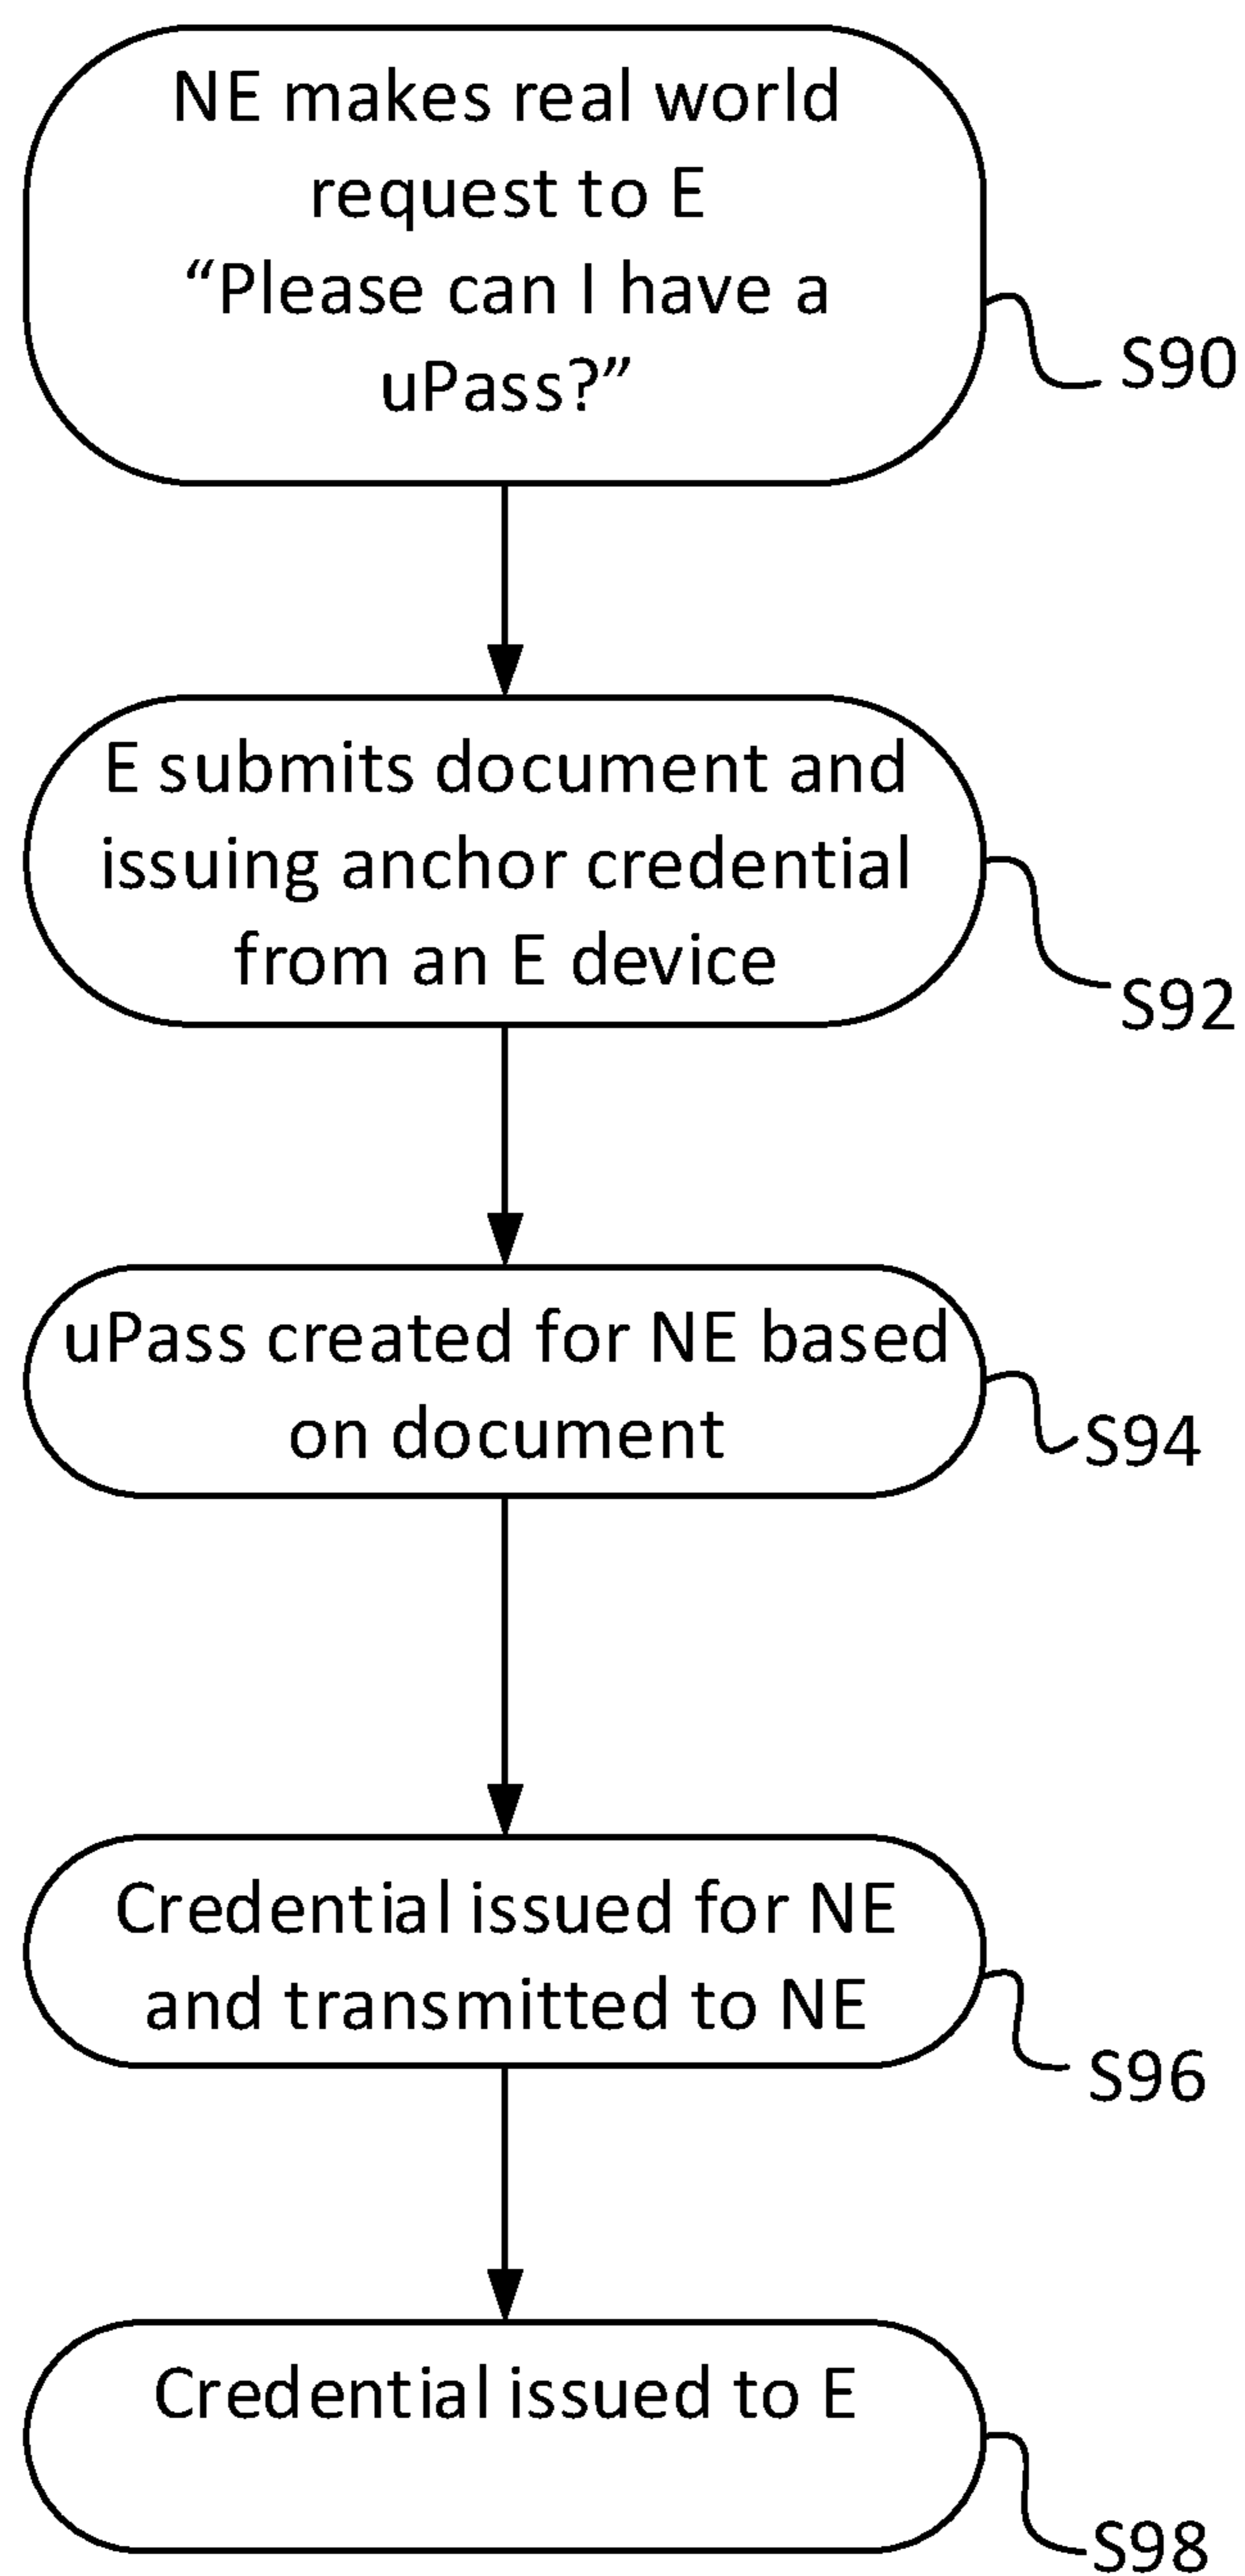 NE makes real world
request to E
“Please can I have a
uPass?”
S90
E submits document and
issuing anchor credential
from an E device
S92
uPass created for NE based
on document
S94
Credential issued for NE
and transmitted to NE
S96
Credential issued to E
S98